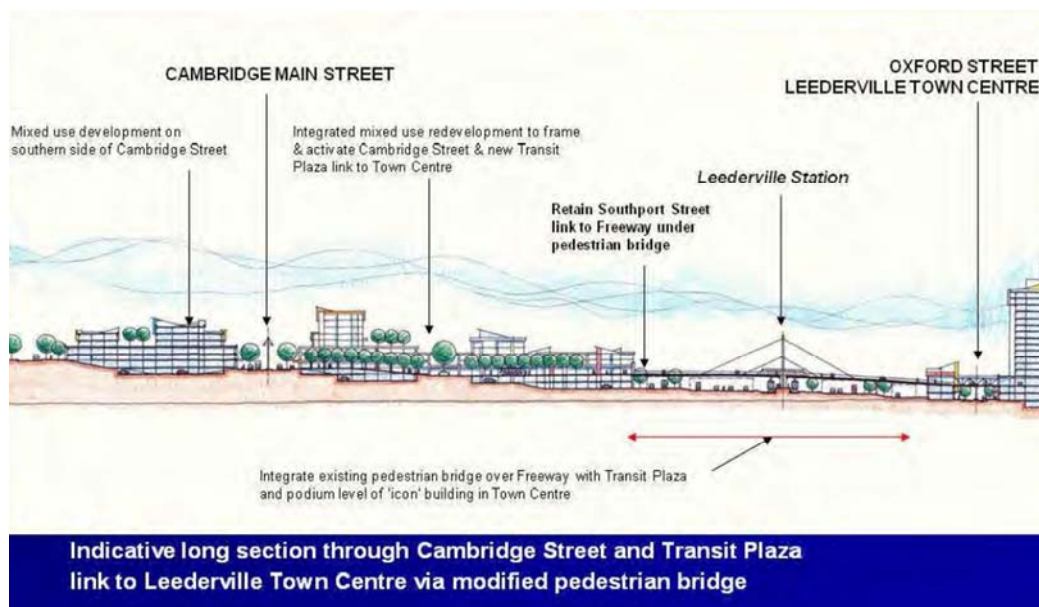 CAMBRIDGE MAIN STREET
OXFORD STREET
LEEDERVILLE TOWN CENTRE
Mixed use development on
southern side of Cambridge Street
Integrated mixed use redevelopment to frame
& activate Cambridge Street & new Transit
Plaza link to Town Centre
Leederville Station
Retain Southport Street
link to Freeway under
pedestrian bridge
Integrate existing pedestrian bridge over Freeway with Transit Plaza
and podium level of 'icon' building in Town Centre
Indicative long section through Cambridge Street and Transit Plaza
link to Leederville Town Centre via modified pedestrian bridge